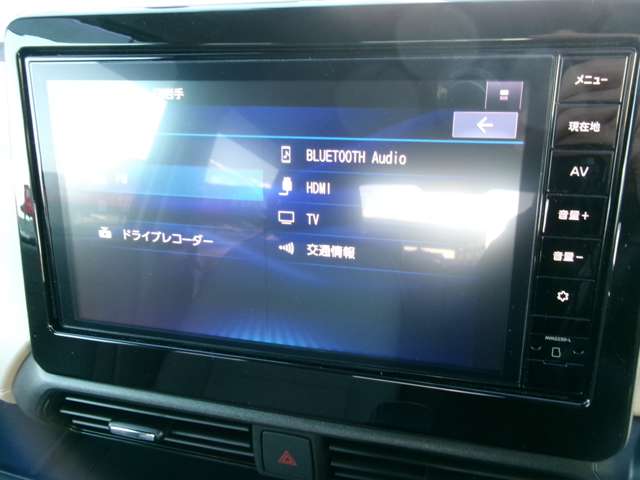 メニュー
現在地
BLUETOOTH Audio
AV
HDMI
TV
音量+
ドライブレコーダー
交通情報
音量-